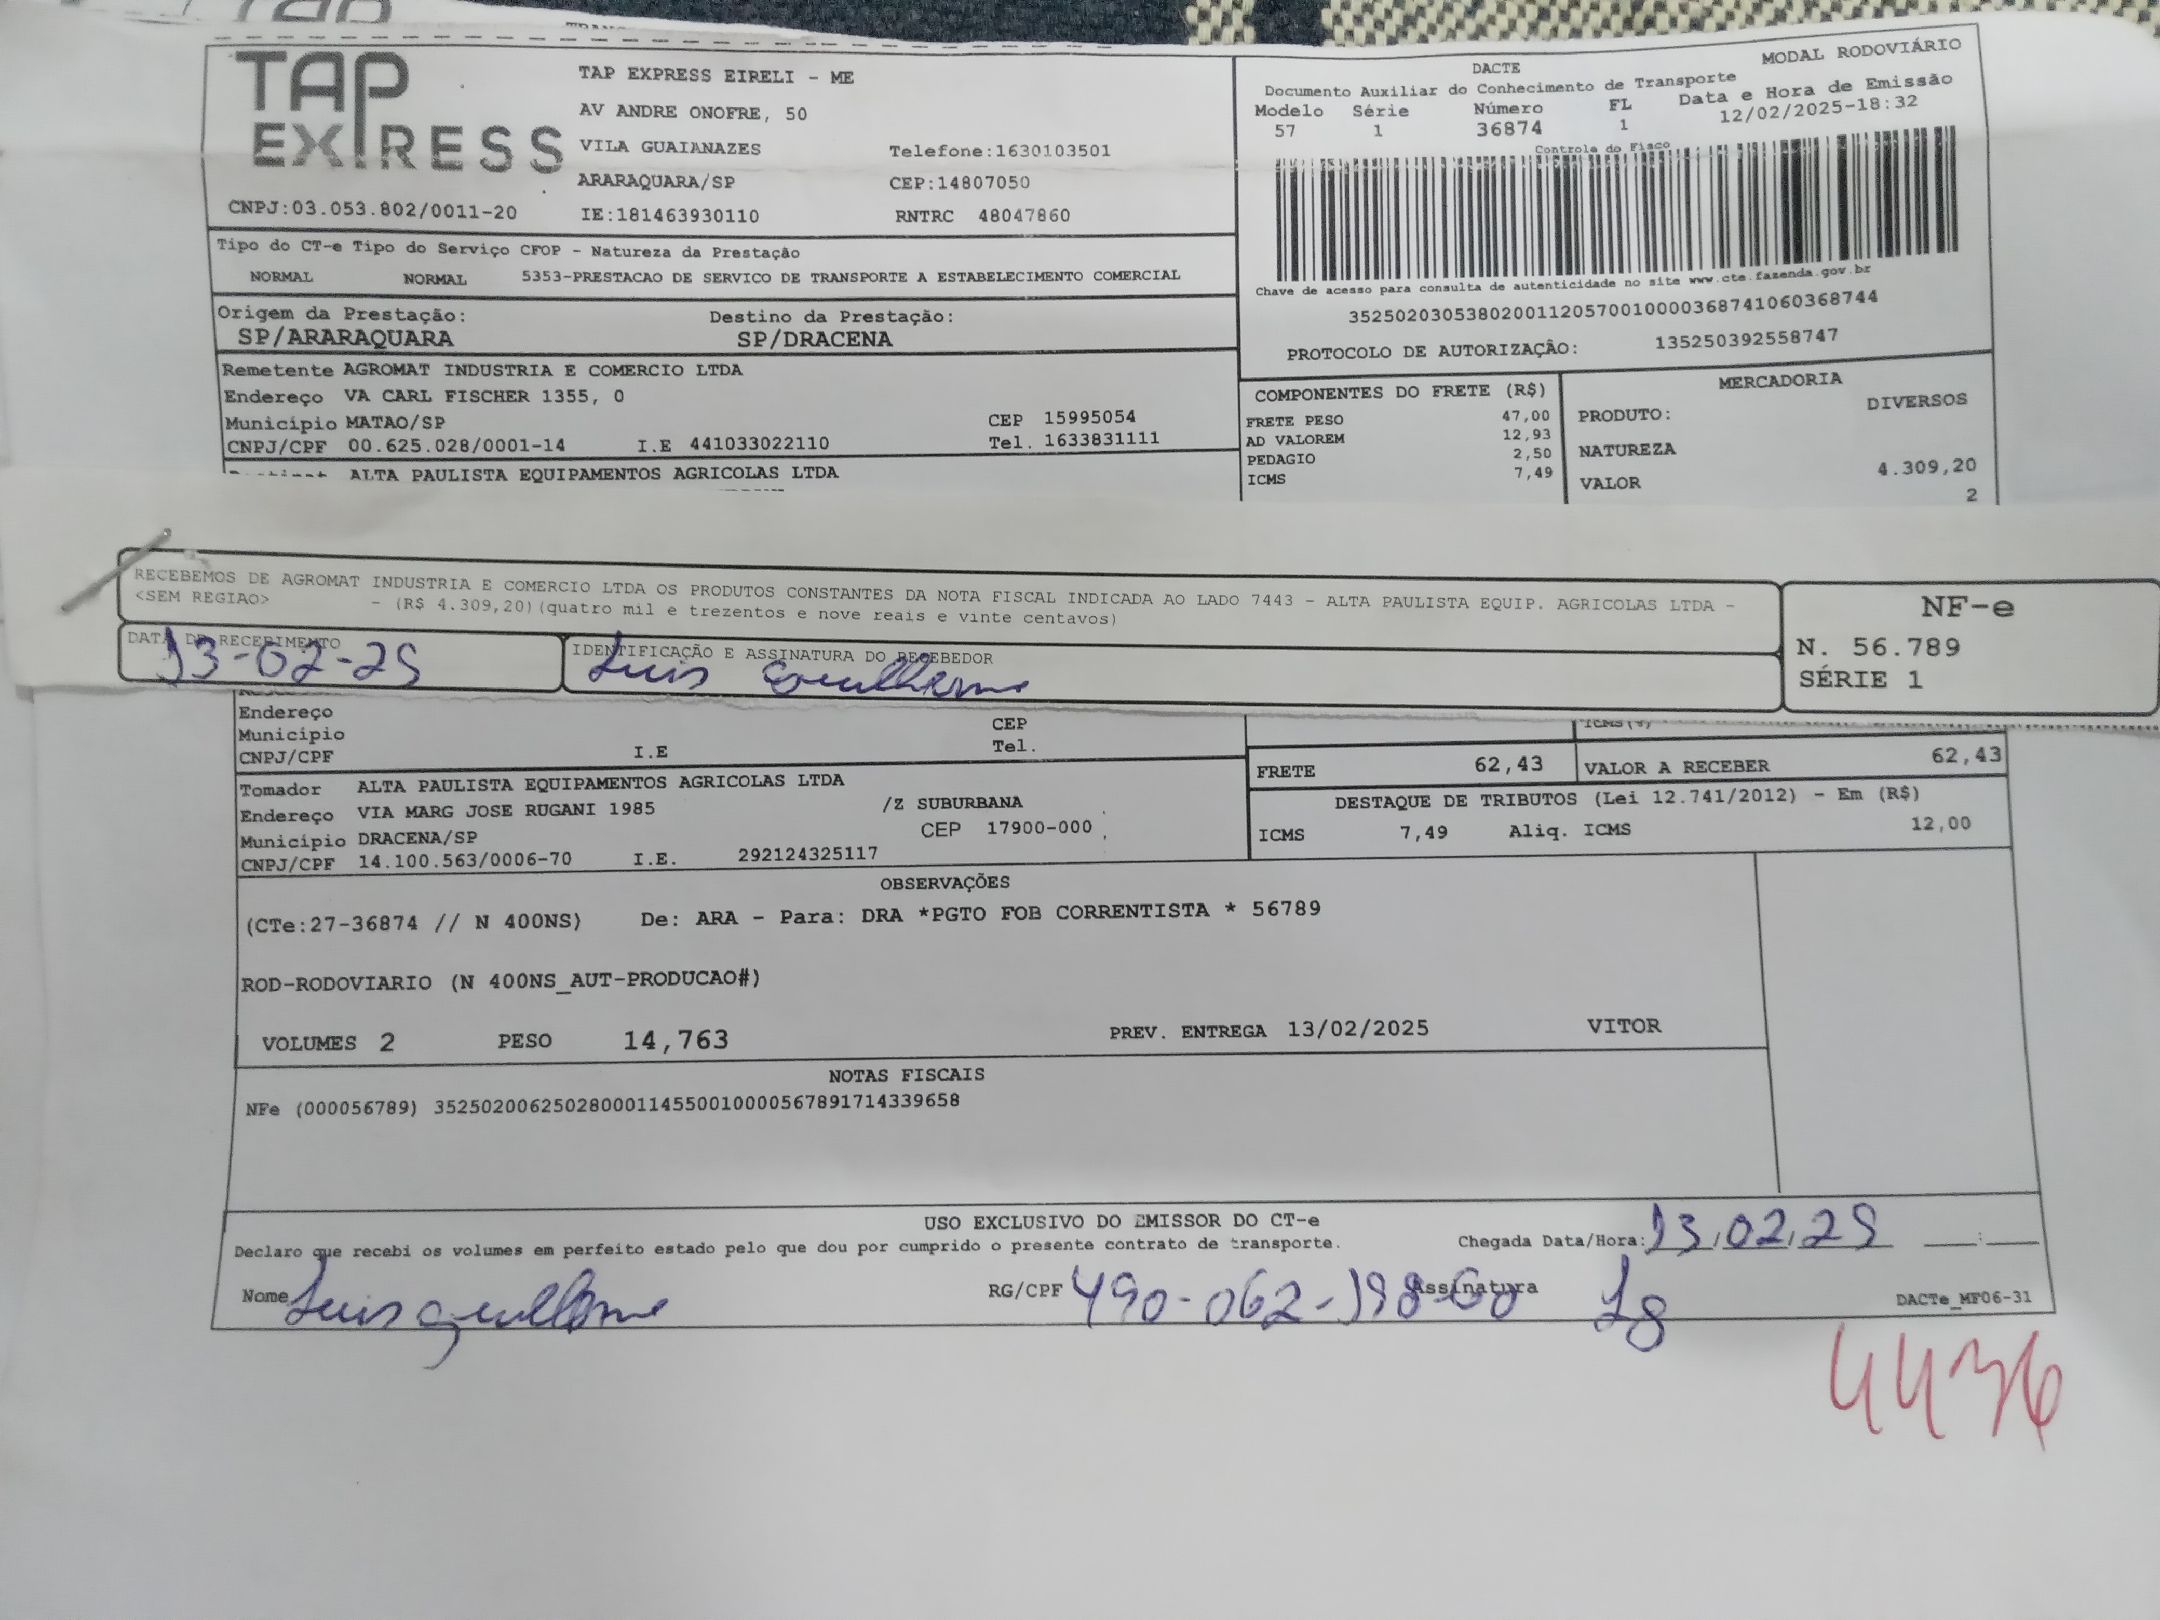 TAP EXPRESS
TAP EXPRESS EIRELI - ME
AV ANDRE ONOFRE, 50
VILA GUAIANAZES Telefone:1630103501
ARARAQUARA/SP CEP:14807050
CNPJ:03.053.802/0011-20 IE:181463930110 RNTRC 48047860
DACTE MODAL RODOVIÁRIO
Documento Auxiliar do Conhecimento de Transporte
Modelo Série Número FL Data e Hora de Emissão
57 1 36874 1 12/02/2025-18:32
Controle do Fisco
Chave de acesso para consulta de autenticidade no site www.cte.fazenda.gov.br
35250203053802001120570010000368741060368744
PROTOCOLO DE AUTORIZAÇÃO: 135250392558747
Tipo do CT-e Tipo do Serviço CFOP - Natureza da Prestação
NORMAL NORMAL 5353-PRESTACAO DE SERVICO DE TRANSPORTE A ESTABELECIMENTO COMERCIAL
Origem da Prestação: Destino da Prestação:
SP/ARARAQUARA SP/DRACENA
Remetente AGROMAT INDUSTRIA E COMERCIO LTDA
Endereço VA CARL FISCHER 1355, 0
Município MATAO/SP CEP 15995054
CNPJ/CPF 00.625.028/0001-14 I.E 441033022110 Tel. 1633831111
ALTA PAULISTA EQUIPAMENTOS AGRICOLAS LTDA
COMPONENTES DO FRETE (R$)
FRETE PESO 47,00
AD VALOREM 12,93
PEDAGIO 2,50
ICMS 7,49
MERCADORIA
PRODUTO: DIVERSOS
NATUREZA
VALOR 4.309,20
2
RECEBEMOS DE AGROMAT INDUSTRIA E COMERCIO LTDA OS PRODUTOS CONSTANTES DA NOTA FISCAL INDICADA AO LADO 7443 - ALTA PAULISTA EQUIP. AGRICOLAS LTDA -
<SEM REGIAO> - (R$ 4.309,20)(quatro mil e trezentos e nove reais e vinte centavos)
DATA DE RECEBIMENTO IDENTIFICAÇÃO E ASSINATURA DO RECEBEDOR
13-02-25 Luis Guilherme
NF-e
N. 56.789
SÉRIE 1
Endereço CEP
Município Tel.
CNPJ/CPF I.E
FRETE 62,43 VALOR A RECEBER 62,43
Tomador ALTA PAULISTA EQUIPAMENTOS AGRICOLAS LTDA
Endereço VIA MARG JOSE RUGANI 1985 /Z SUBURBANA
Município DRACENA/SP CEP 17900-000
CNPJ/CPF 14.100.563/0006-70 I.E. 292124325117
DESTAQUE DE TRIBUTOS (Lei 12.741/2012) - Em (R$)
ICMS 7,49 Aliq. ICMS 12,00
OBSERVAÇÕES
(CTe:27-36874 // N 400NS) De: ARA - Para: DRA *PGTO FOB CORRENTISTA * 56789
ROD-RODOVIARIO (N 400NS_AUT-PRODUCAO#)
VOLUMES 2 PESO 14,763 PREV. ENTREGA 13/02/2025 VITOR
NOTAS FISCAIS
NFe (000056789) 35250200625028000114550010000567891714339658
USO EXCLUSIVO DO EMISSOR DO CT-e
Declaro que recebi os volumes em perfeito estado pelo que dou por cumprido o presente contrato de transporte. Chegada Data/Hora: 13/02/25
Nome Luis guilherme RG/CPF 490-062-198-60 Assinatura Lg
DACTe_MF06-31
4436